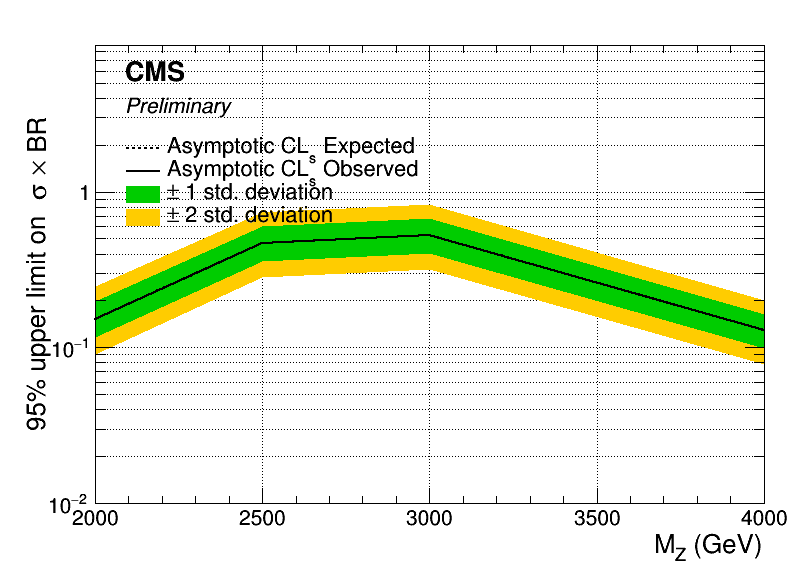 CMS
Preliminary
Asymptotic CLs Expected
Asymptotic CLs Observed
± 1 std. deviation
± 2 std. deviation
95% upper limit on σ × BR
1
10⁻¹
10⁻²
2000 2500 3000 3500 4000
M_Z (GeV)